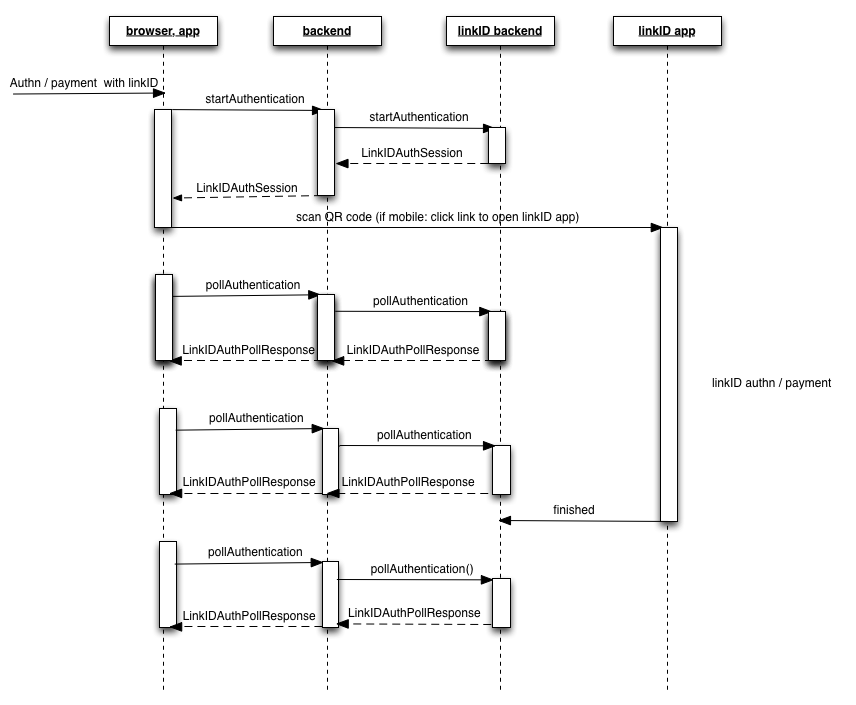 browser, app
backend
linkID backend
linkID app
Authn / payment  with linkID
startAuthentication
startAuthentication
LinkIDAuthSession
LinkIDAuthSession
scan QR code (if mobile: click link to open linkID app)
pollAuthentication
pollAuthentication
LinkIDAuthPollResponse
LinkIDAuthPollResponse
linkID authn / payment
pollAuthentication
pollAuthentication
LinkIDAuthPollResponse
LinkIDAuthPollResponse
finished
pollAuthentication
pollAuthentication()
LinkIDAuthPollResponse
LinkIDAuthPollResponse